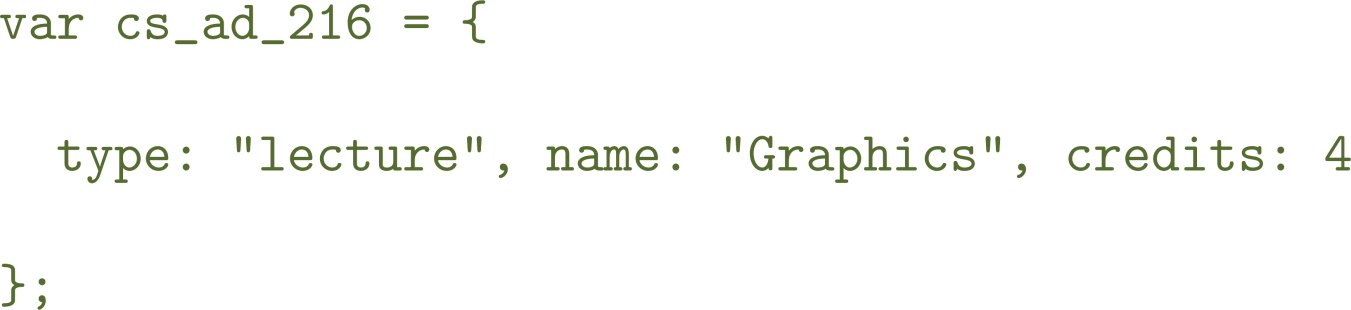 var cs_ad_216 = {
  type: "lecture", name: "Graphics", credits: 4
};